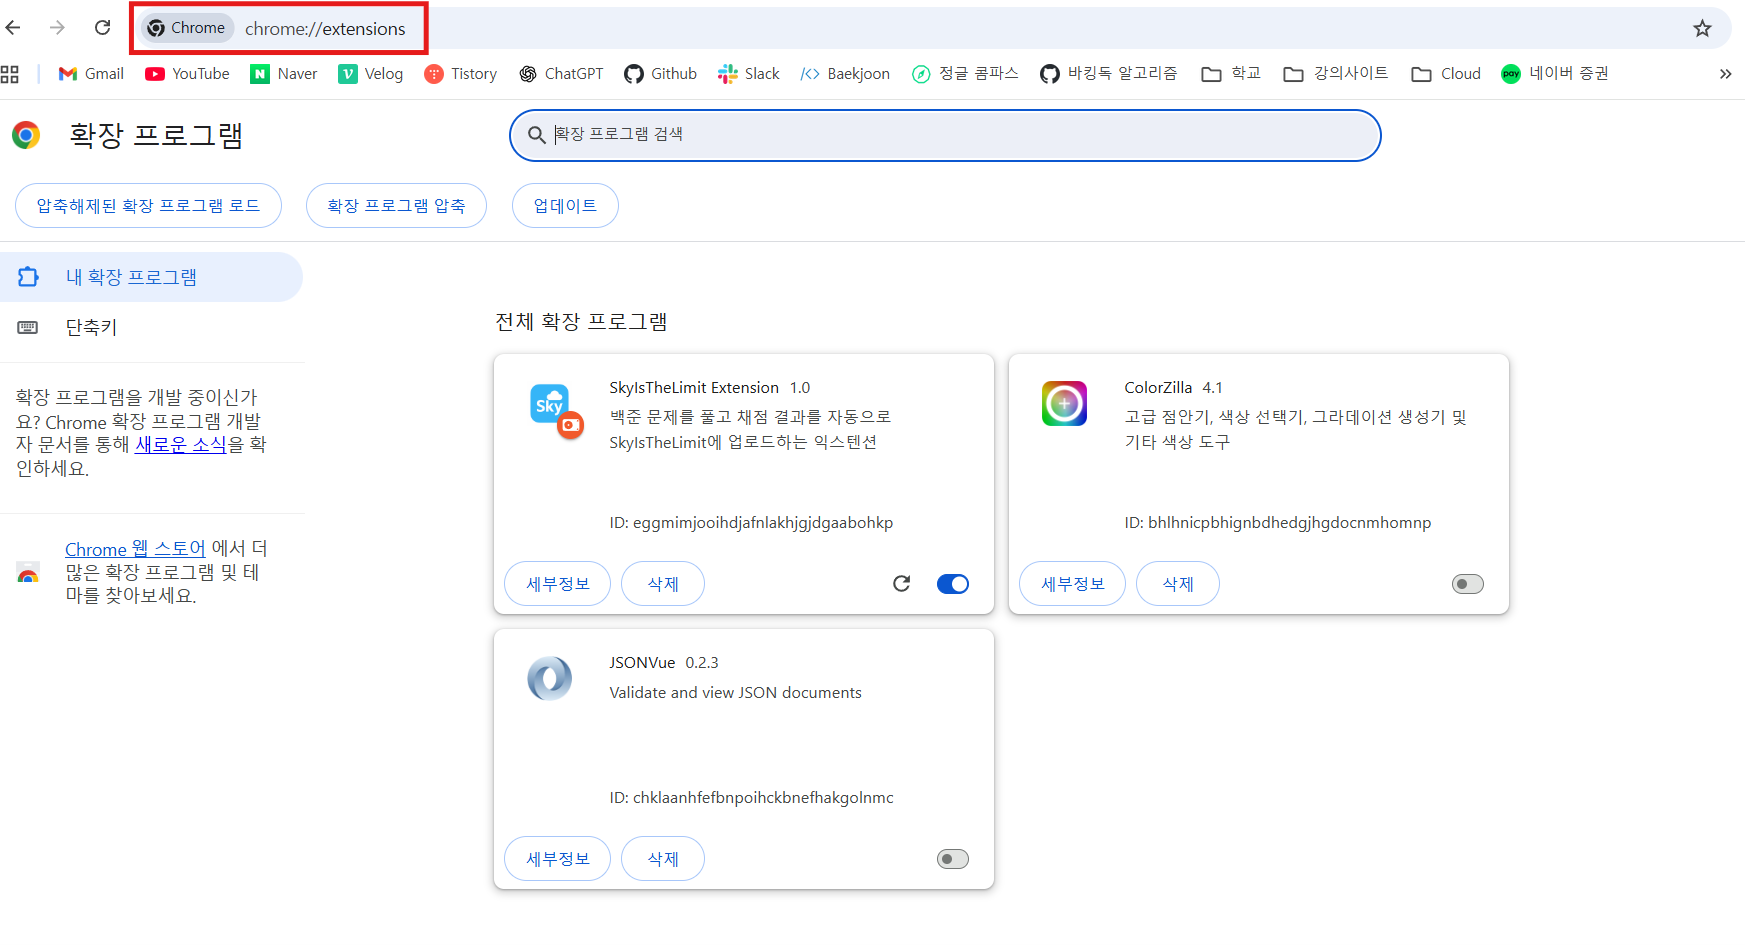 Chrome chrome://extensions
Gmail YouTube N Naver V Velog Tistory ChatGPT Github Slack </> Baekjoon 정글 콤파스 바킹독 알고리즘 학교 강의사이트 Cloud pay 네이버 증권
확장 프로그램
확장 프로그램 검색
압축해제된 확장 프로그램 로드 확장 프로그램 압축 업데이트
내 확장 프로그램
단축키
확장 프로그램을 개발 중이신가
요? Chrome 확장 프로그램 개발
자 문서를 통해 새로운 소식을 확
인하세요.
Chrome 웹 스토어 에서 더
많은 확장 프로그램 및 테
마를 찾아보세요.
전체 확장 프로그램
Sky
SkyIsTheLimit Extension 1.0
백준 문제를 풀고 채점 결과를 자동으로
SkyIsTheLimit에 업로드하는 익스텐션
ID: eggmimjooihdjafnlakhjgjdgaabohkp
세부정보 삭제
ColorZilla 4.1
고급 점안기, 색상 선택기, 그라데이션 생성기 및
기타 색상 도구
ID: bhlhnicpbhignbdhedgjhgdocnmhomnp
세부정보 삭제
JSONVue 0.2.3
Validate and view JSON documents
ID: chklaanhfefbnpoihckbnefhakgolnmc
세부정보 삭제